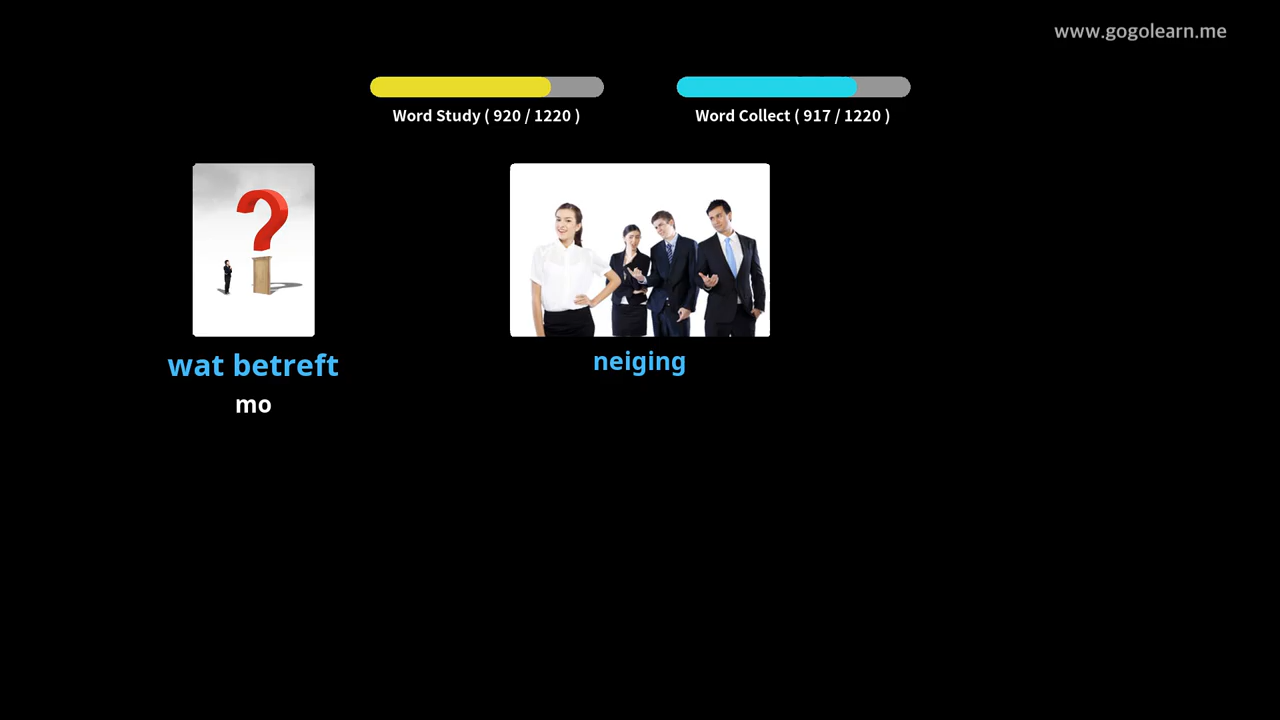 www.gogolearn.me
Word Study ( 920 / 1220 )
Word Collect ( 917 / 1220 )
wat betreft
mo
neiging